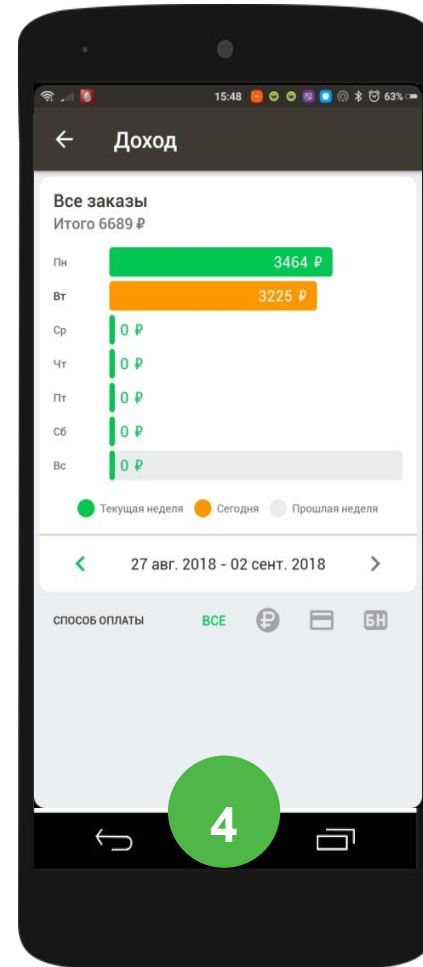 15:48 63%
Доход
Все заказы
Итого 6689 ₽
Пн 3464 ₽
Вт 3225 ₽
Ср 0 ₽
Чт 0 ₽
Пт 0 ₽
Сб 0 ₽
Вс 0 ₽
Текущая неделя Сегодня Прошлая неделя
27 авг. 2018 - 02 сент. 2018
СПОСОБ ОПЛАТЫ ВСЕ ₽ БН
4